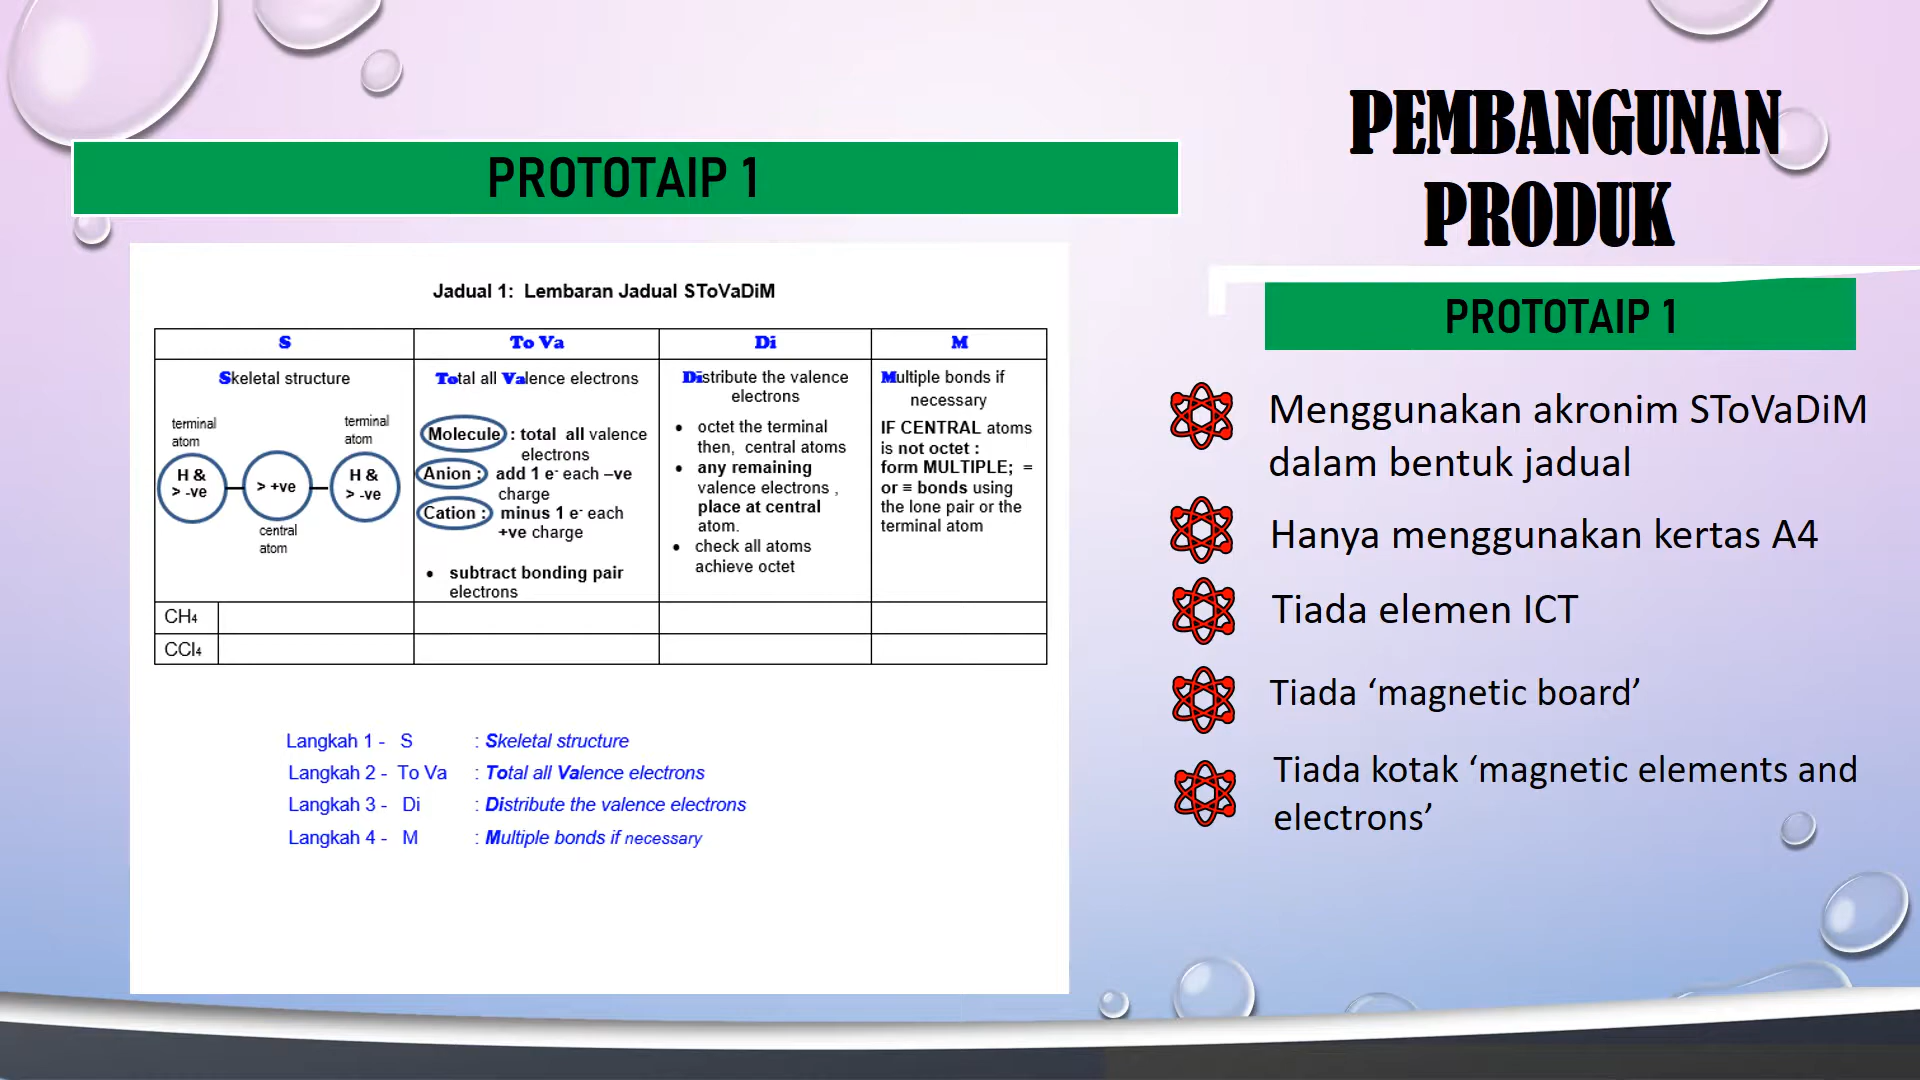 PROTOTAIP 1
Jadual 1: Lembaran Jadual SToVaDiM
S
To Va
Di
M
Skeletal structure
terminal
atom
H &
> -ve
> +ve
central
atom
terminal
atom
H &
> -ve
Total all Valence electrons
Molecule : total all valence
electrons
Anion : add 1 e- each –ve
charge
Cation : minus 1 e- each
+ve charge
• subtract bonding pair
electrons
Distribute the valence
electrons
• octet the terminal
then, central atoms
• any remaining
valence electrons ,
place at central
atom.
• check all atoms
achieve octet
Multiple bonds if
necessary
IF CENTRAL atoms
is not octet :
form MULTIPLE; =
or ≡ bonds using
the lone pair or the
terminal atom
CH4
CCl4
Langkah 1 - S : Skeletal structure
Langkah 2 - To Va : Total all Valence electrons
Langkah 3 - Di : Distribute the valence electrons
Langkah 4 - M : Multiple bonds if necessary
PEMBANGUNAN
PRODUK
PROTOTAIP 1
Menggunakan akronim SToVaDiM
dalam bentuk jadual
Hanya menggunakan kertas A4
Tiada elemen ICT
Tiada ‘magnetic board’
Tiada kotak ‘magnetic elements and
electrons’